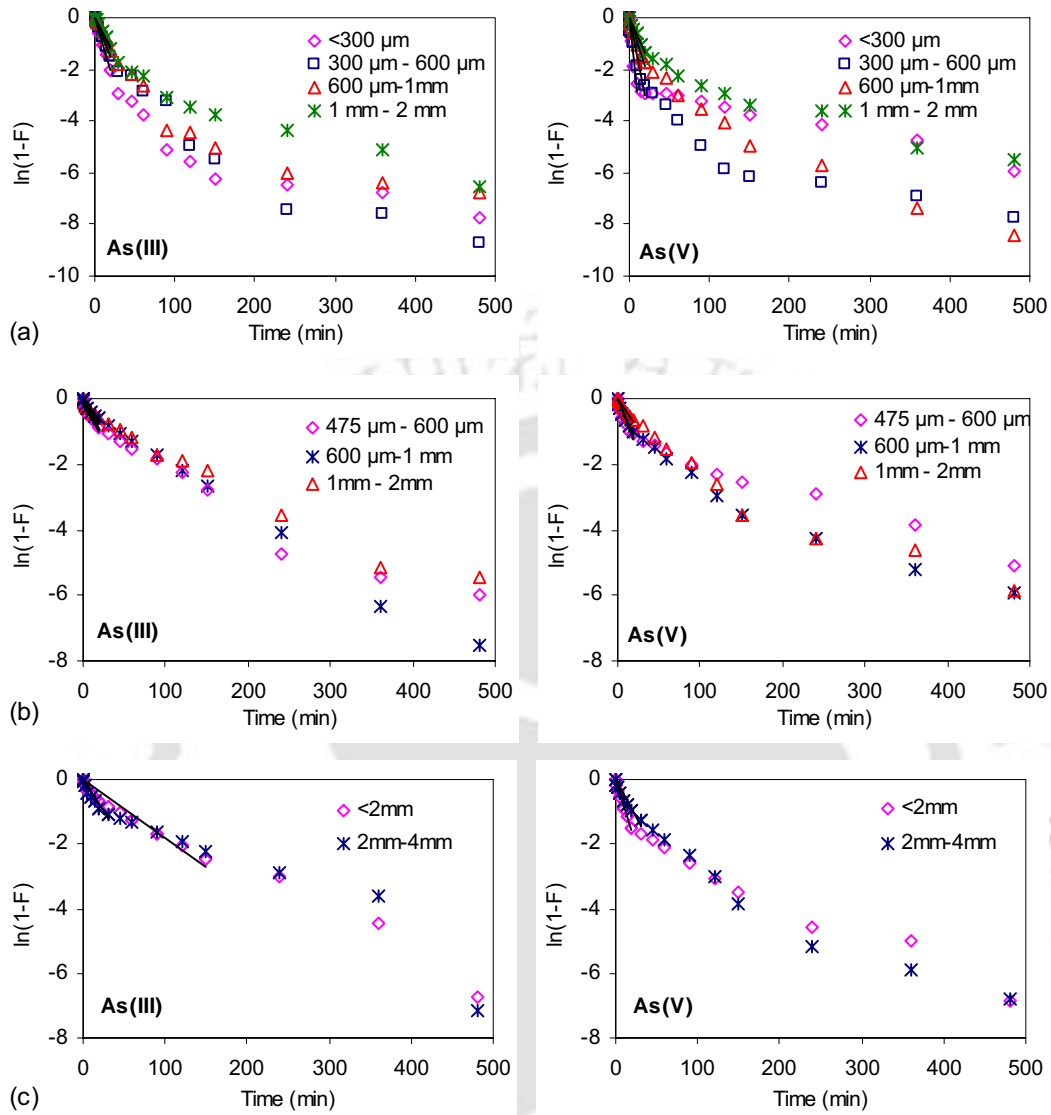 0
-2
-4
-6
-8
-10
ln(1-F)
<300 µm
300 µm - 600 µm
600 µm-1mm
1 mm - 2 mm
As(III)
0 100 200 300 400 500
Time (min)
(a)
0
-2
-4
-6
-8
-10
ln(1-F)
<300 µm
300 µm - 600 µm
600 µm-1mm
1 mm - 2 mm
As(V)
0 100 200 300 400 500
Time (min)
0
-2
-4
-6
-8
ln(1-F)
475 µm - 600 µm
600 µm-1 mm
1mm - 2mm
As(III)
0 100 200 300 400 500
Time (min)
(b)
0
-2
-4
-6
-8
ln(1-F)
475 µm - 600 µm
600 µm-1 mm
1mm - 2mm
As(V)
0 100 200 300 400 500
Time (min)
0
-2
-4
-6
-8
ln(1-F)
<2mm
2mm-4mm
As(III)
0 100 200 300 400 500
Time (min)
(c)
0
-2
-4
-6
-8
ln(1-F)
<2mm
2mm-4mm
As(V)
0 100 200 300 400 500
Time (min)